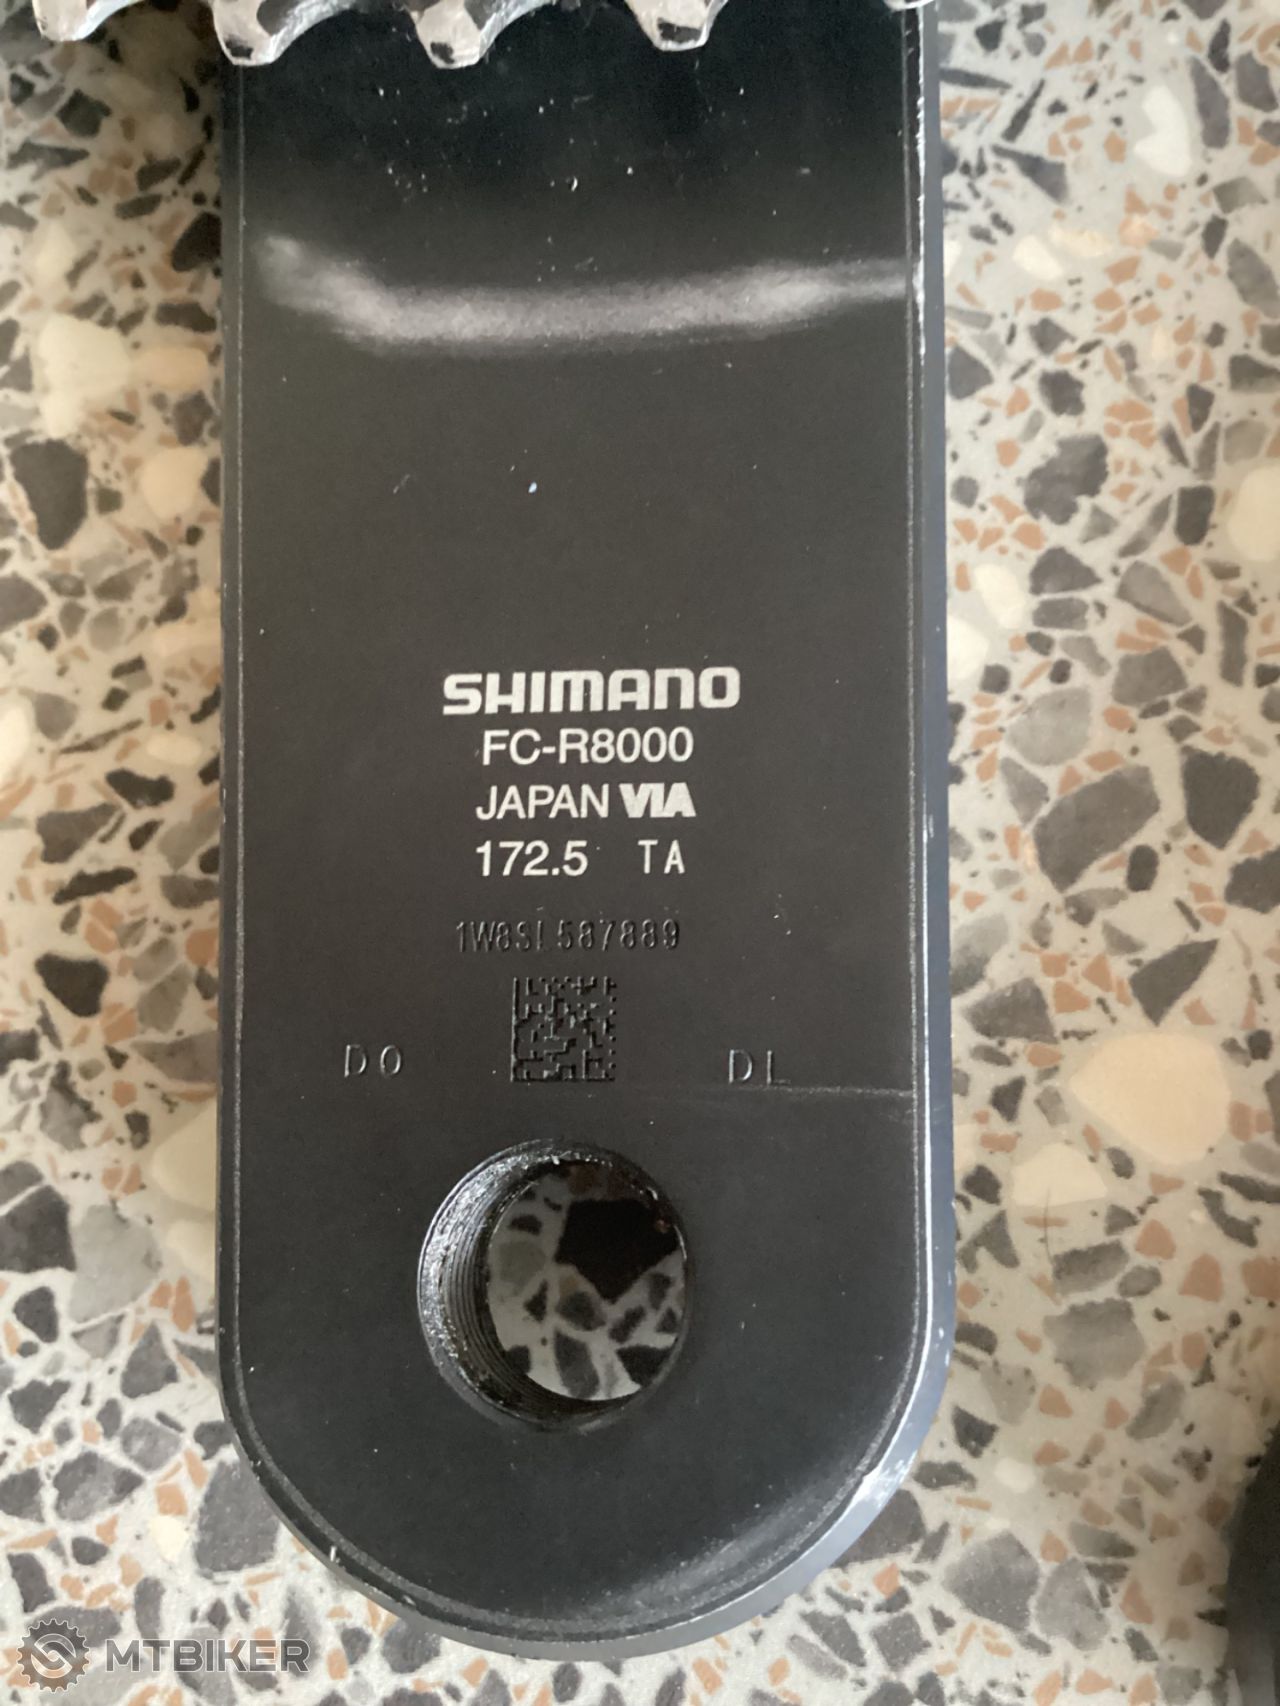 SHIMANO
FC-R8000
JAPAN VIA
172.5 TA
1W8SL587889
DO DL
MTBIKER